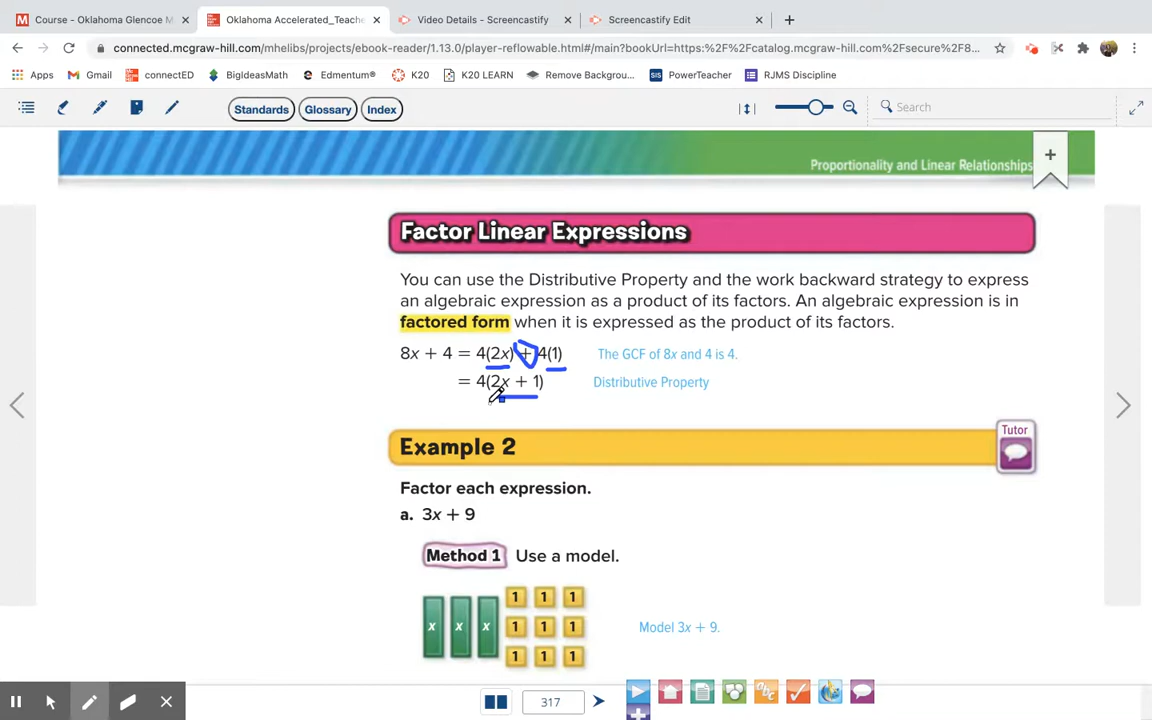 Course - Oklahoma Glencoe M
Oklahoma Accelerated_Teache
Video Details - Screencastify
Screencastify Edit
connected.mcgraw-hill.com/mhelibs/projects/ebook-reader/1.13.0/player-reflowable.html#/main?bookUrl=https:%2F%2Fcatalog.mcgraw-hill.com%2Fsecure%2F8...
Apps Gmail connectED BigIdeasMath Edmentum® K20 K20 LEARN Remove Backgrou... SIS PowerTeacher RJMS Discipline
Standards Glossary Index Search
Proportionality and Linear Relationships
Factor Linear Expressions
You can use the Distributive Property and the work backward strategy to express
an algebraic expression as a product of its factors. An algebraic expression is in
factored form when it is expressed as the product of its factors.
8x + 4 = 4(2x) + 4(1) The GCF of 8x and 4 is 4.
= 4(2x + 1) Distributive Property
Tutor
Example 2
Factor each expression.
a. 3x + 9
Method 1 Use a model.
1 1 1
x x x 1 1 1 Model 3x + 9.
1 1 1
317 abc